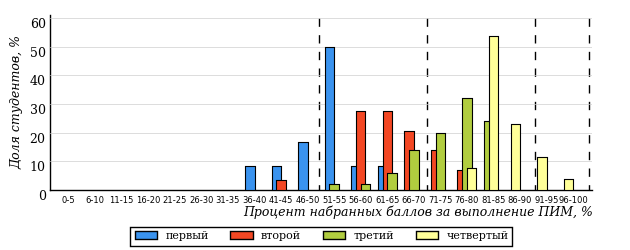 Доля студентов, %
60
50
40
30
20
10
0
0-5 6-10 11-15 16-20 21-25 26-30 31-35 36-40 41-45 46-50 51-55 56-60 61-65 66-70 71-75 76-80 81-85 86-90 91-95 96-100
Процент набранных баллов за выполнение ПИМ, %
первый второй третий четвертый